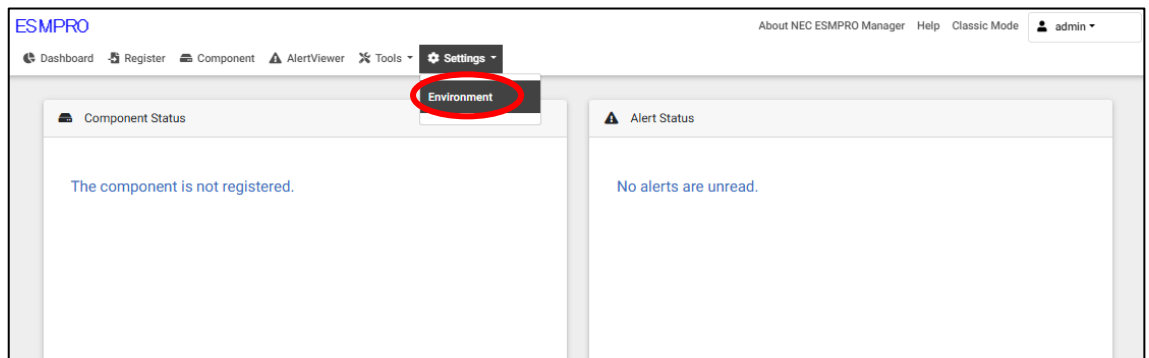 ESMPRO
About NEC ESMPRO Manager Help Classic Mode admin
Dashboard Register Component AlertViewer Tools Settings
Environment
Component Status
Alert Status
The component is not registered.
No alerts are unread.